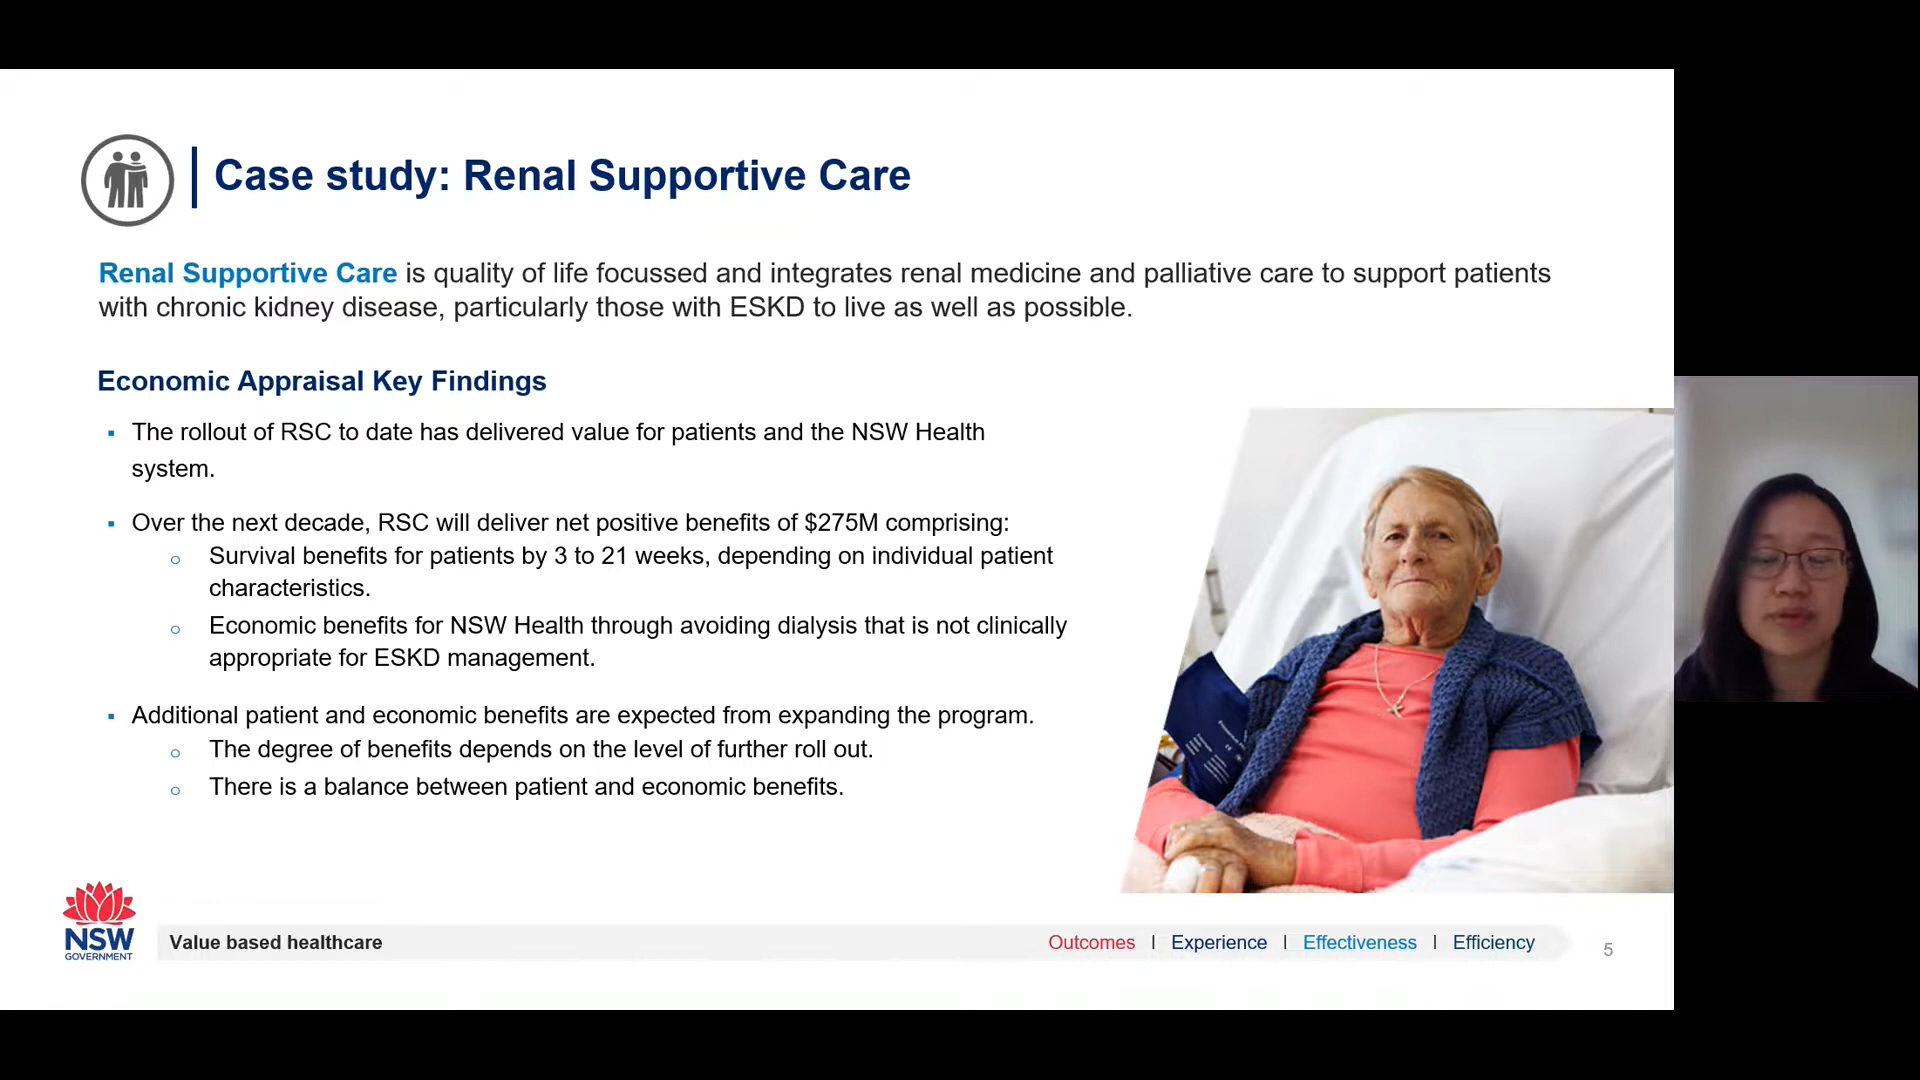 Case study: Renal Supportive Care
Renal Supportive Care is quality of life focussed and integrates renal medicine and palliative care to support patients
with chronic kidney disease, particularly those with ESKD to live as well as possible.
Economic Appraisal Key Findings
▪ The rollout of RSC to date has delivered value for patients and the NSW Health
system.
▪ Over the next decade, RSC will deliver net positive benefits of $275M comprising:
o Survival benefits for patients by 3 to 21 weeks, depending on individual patient
characteristics.
o Economic benefits for NSW Health through avoiding dialysis that is not clinically
appropriate for ESKD management.
▪ Additional patient and economic benefits are expected from expanding the program.
o The degree of benefits depends on the level of further roll out.
o There is a balance between patient and economic benefits.
NSW
GOVERNMENT
Value based healthcare
Outcomes | Experience | Effectiveness | Efficiency
5